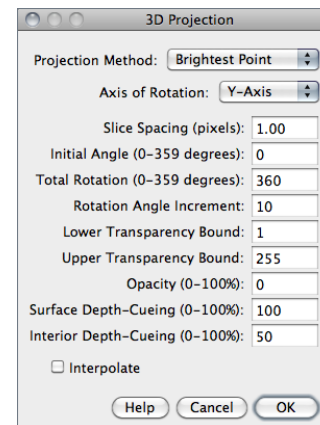 3D Projection
Projection Method: Brightest Point
Axis of Rotation: Y-Axis
Slice Spacing (pixels): 1.00
Initial Angle (0-359 degrees): 0
Total Rotation (0-359 degrees): 360
Rotation Angle Increment: 10
Lower Transparency Bound: 1
Upper Transparency Bound: 255
Opacity (0-100%): 0
Surface Depth-Cueing (0-100%): 100
Interior Depth-Cueing (0-100%): 50
Interpolate
Help Cancel OK